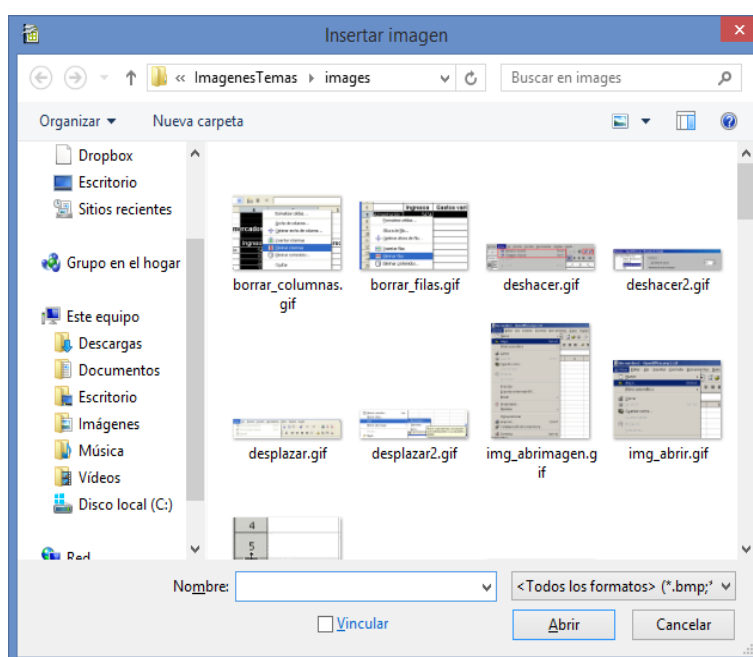 Insertar imagen
« ImagenesTemas images
Buscar en images
Organizar Nueva carpeta
Dropbox
Escritorio
Sitios recientes
Grupo en el hogar
Este equipo
Descargas
Documentos
Escritorio
Imágenes
Música
Vídeos
Disco local (C:)
Red
borrar_columnas.
gif
borrar_filas.gif
deshacer.gif
deshacer2.gif
desplazar.gif
desplazar2.gif
img_abrimagen.g
if
img_abrir.gif
4
5
Nombre:
<Todos los formatos> (*.bmp;*
Vincular
Abrir
Cancelar